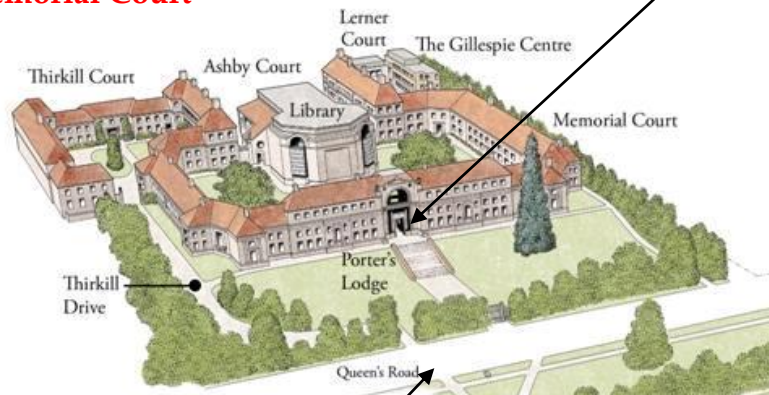 morial Court
Lerner
Court
The Gillespie Centre
Thirkill Court
Ashby Court
Library
Memorial Court
Porter's
Lodge
Thirkill
Drive
Queen's Road